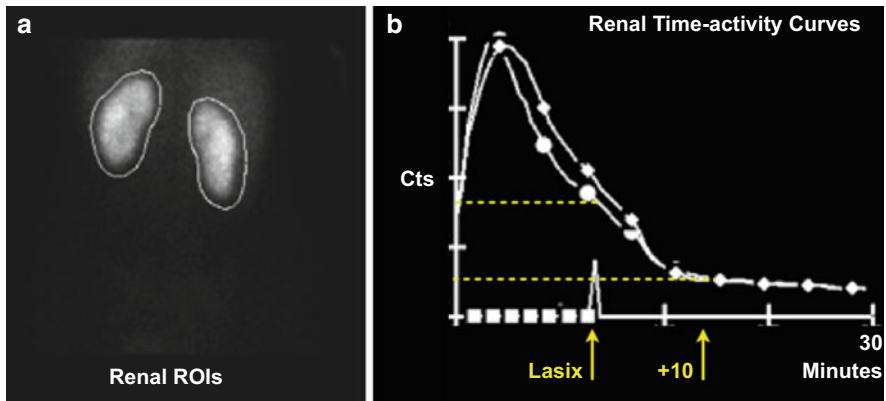 a
Renal ROIs
b
Renal Time-activity Curves
Cts
30
Lasix
+10
Minutes